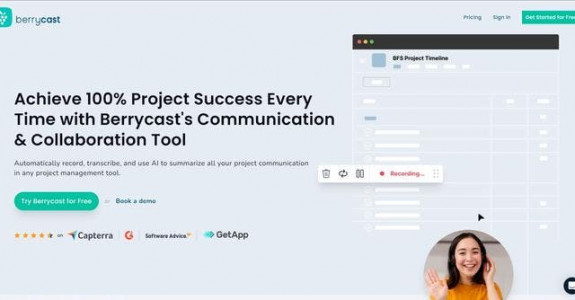 berrycast
Pricing
Sign in
Get Started for Free
BFS Project Timeline
Achieve 100% Project Success Every
Time with Berrycast's Communication
& Collaboration Tool
Automatically record, transcribe, and use AI to summarize all your project communication
in any project management tool.
Recording...
Try Berrycast for Free
or
Book a demo
on
Capterra
Software Advice
GetApp